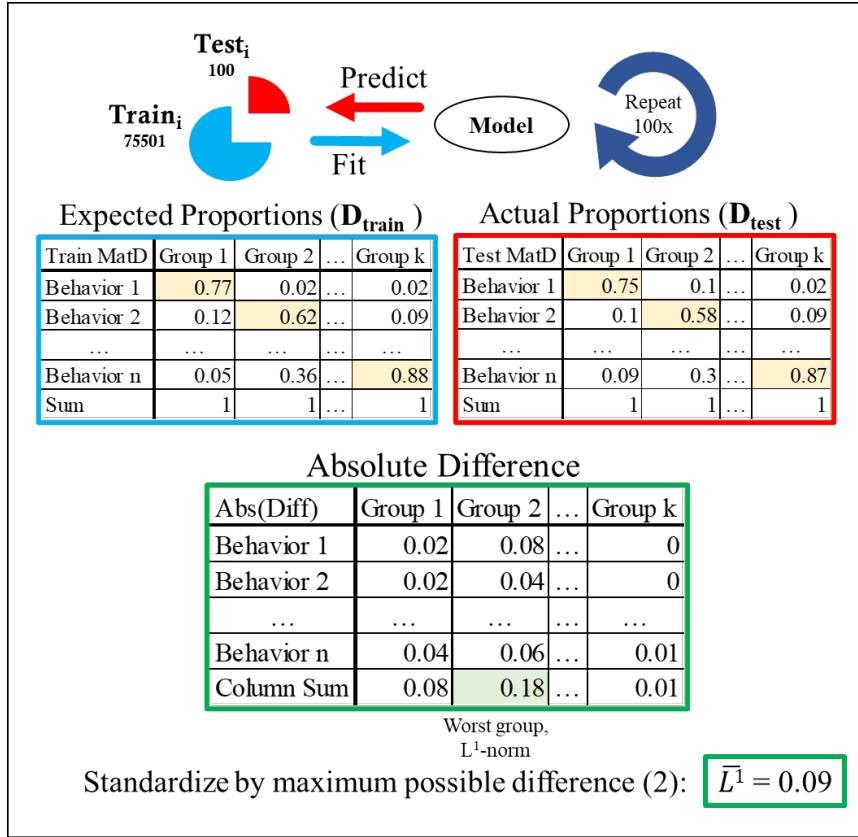 Test_i
100
Predict
Train_i
75501
Model
Repeat
100x
Fit
Expected Proportions (D_train )
Train MatD Group 1 Group 2 … Group k
Behavior 1 0.77 0.02 … 0.02
Behavior 2 0.12 0.62 … 0.09
… … … … …
Behavior n 0.05 0.36 … 0.88
Sum 1 1 … 1
Actual Proportions (D_test )
Test MatD Group 1 Group 2 … Group k
Behavior 1 0.75 0.1 … 0.02
Behavior 2 0.1 0.58 … 0.09
… … … … …
Behavior n 0.09 0.3 … 0.87
Sum 1 1 … 1
Absolute Difference
Abs(Diff) Group 1 Group 2 … Group k
Behavior 1 0.02 0.08 … 0
Behavior 2 0.02 0.04 … 0
… … … … …
Behavior n 0.04 0.06 … 0.01
Column Sum 0.08 0.18 … 0.01
Worst group,
L¹-norm
Standardize by maximum possible difference (2): L̅¹ = 0.09